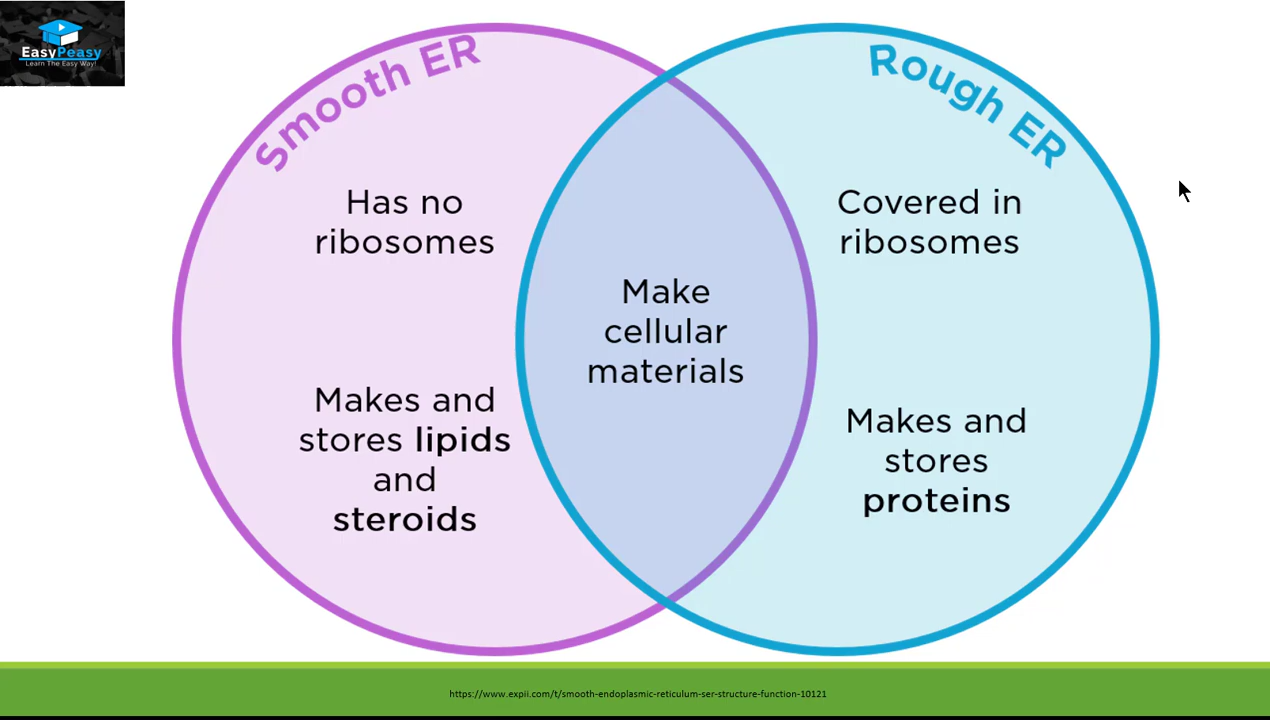 EasyPeasy
Learn The Easy Way!
Smooth ER
Rough ER
Has no
ribosomes
Covered in
ribosomes
Make
cellular
materials
Makes and
stores lipids
and
steroids
Makes and
stores
proteins
https://www.expii.com/t/smooth-endoplasmic-reticulum-ser-structure-function-10121